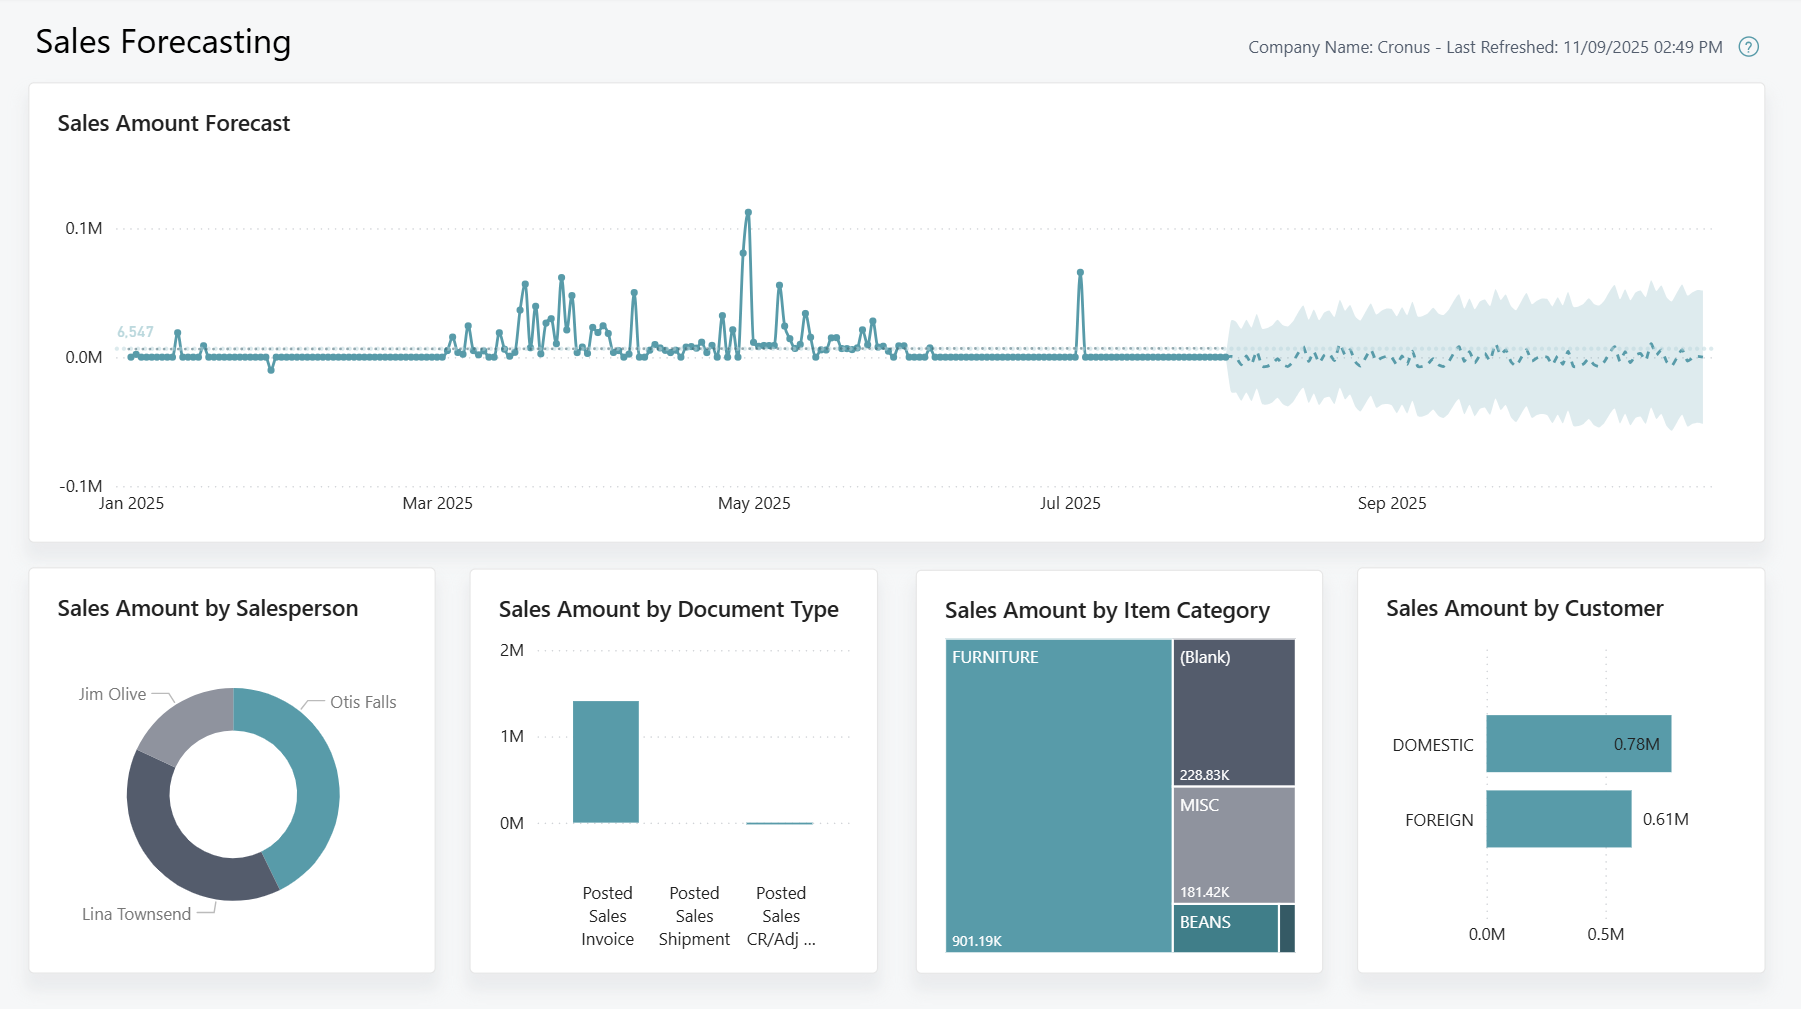 Sales Forecasting
Company Name: Cronus - Last Refreshed: 11/09/2025 02:49 PM
?
Sales Amount Forecast
0.1M
6,547
0.0M
-0.1M
Jan 2025
Mar 2025
May 2025
Jul 2025
Sep 2025
Sales Amount by Salesperson
Jim Olive
Otis Falls
Lina Townsend
Sales Amount by Document Type
2M
1M
0M
Posted
Sales
Invoice
Posted
Sales
Shipment
Posted
Sales
CR/Adj ...
Sales Amount by Item Category
FURNITURE
901.19K
(Blank)
228.83K
MISC
181.42K
BEANS
Sales Amount by Customer
DOMESTIC
0.78M
FOREIGN
0.61M
0.0M
0.5M